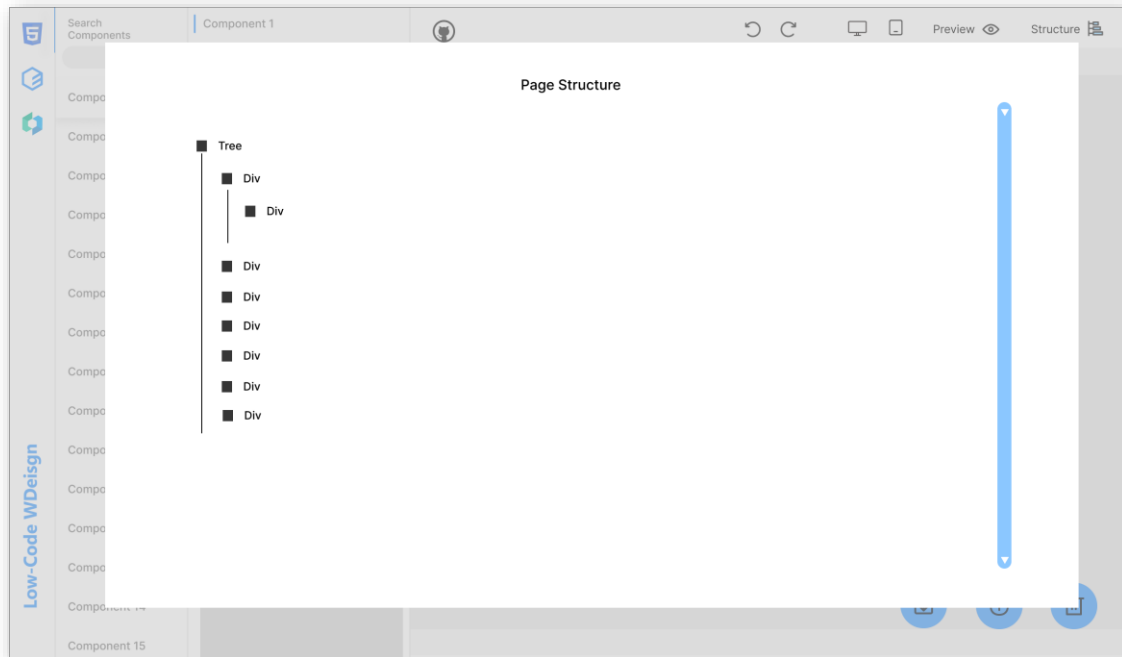 Search
Components
Component 1
Preview
Structure
Page Structure
Compo
Compo
Compo
Compo
Compo
Compo
Compo
Compo
Compo
Compo
Compo
Compo
Compo
Component 14
Component 15
Tree
Div
Div
Div
Div
Div
Div
Div
Div
Low-Code WDeisgn